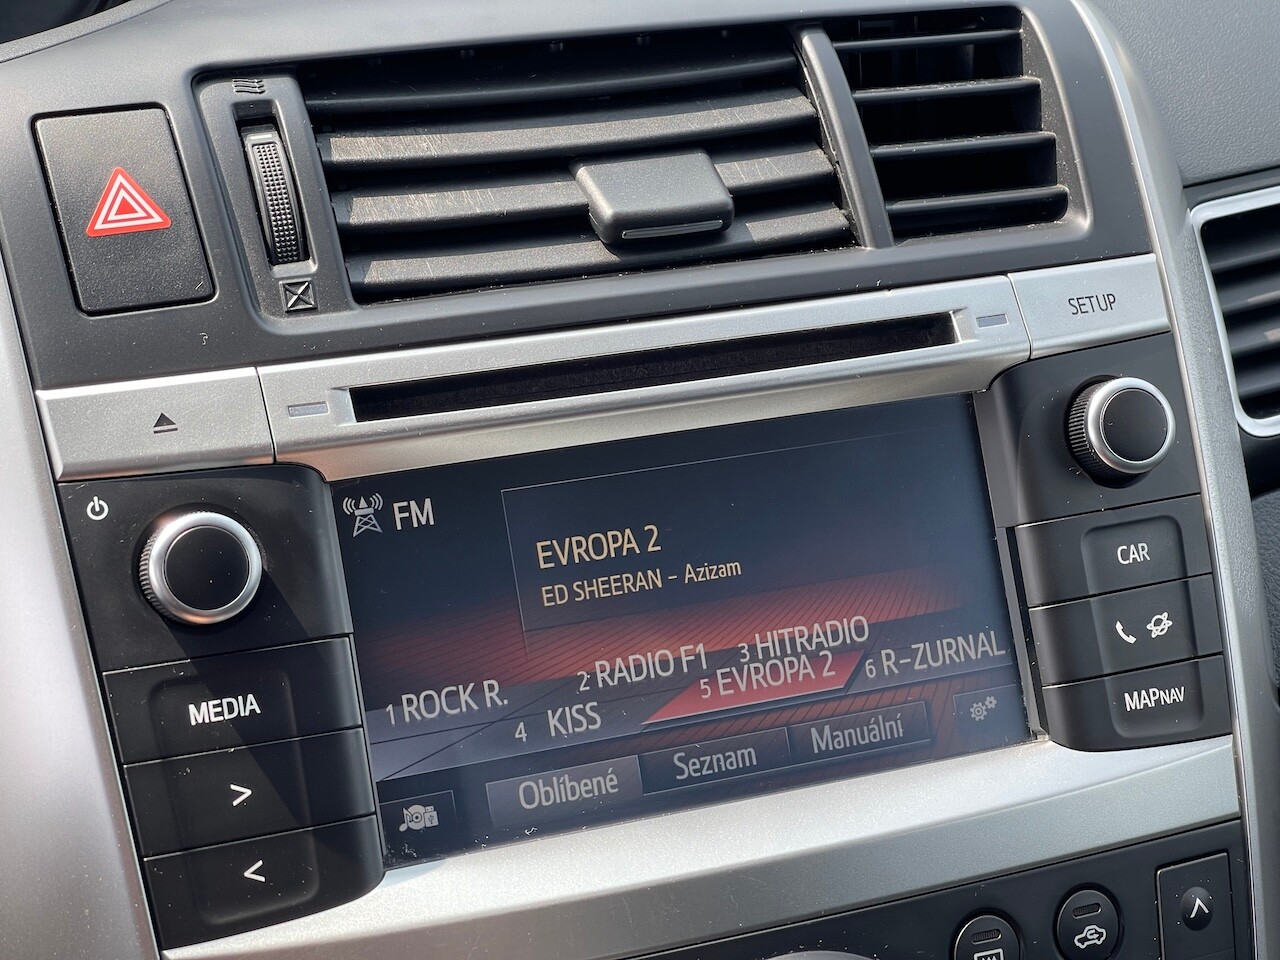 SETUP
FM
EVROPA 2
ED SHEERAN - Azizam
CAR
MEDIA
1 ROCK R.
2 RADIO F1
3 HITRADIO
4 KISS
5 EVROPA 2
6 R-ZURNAL
MAPNAV
>
<
Oblíbené
Seznam
Manuální